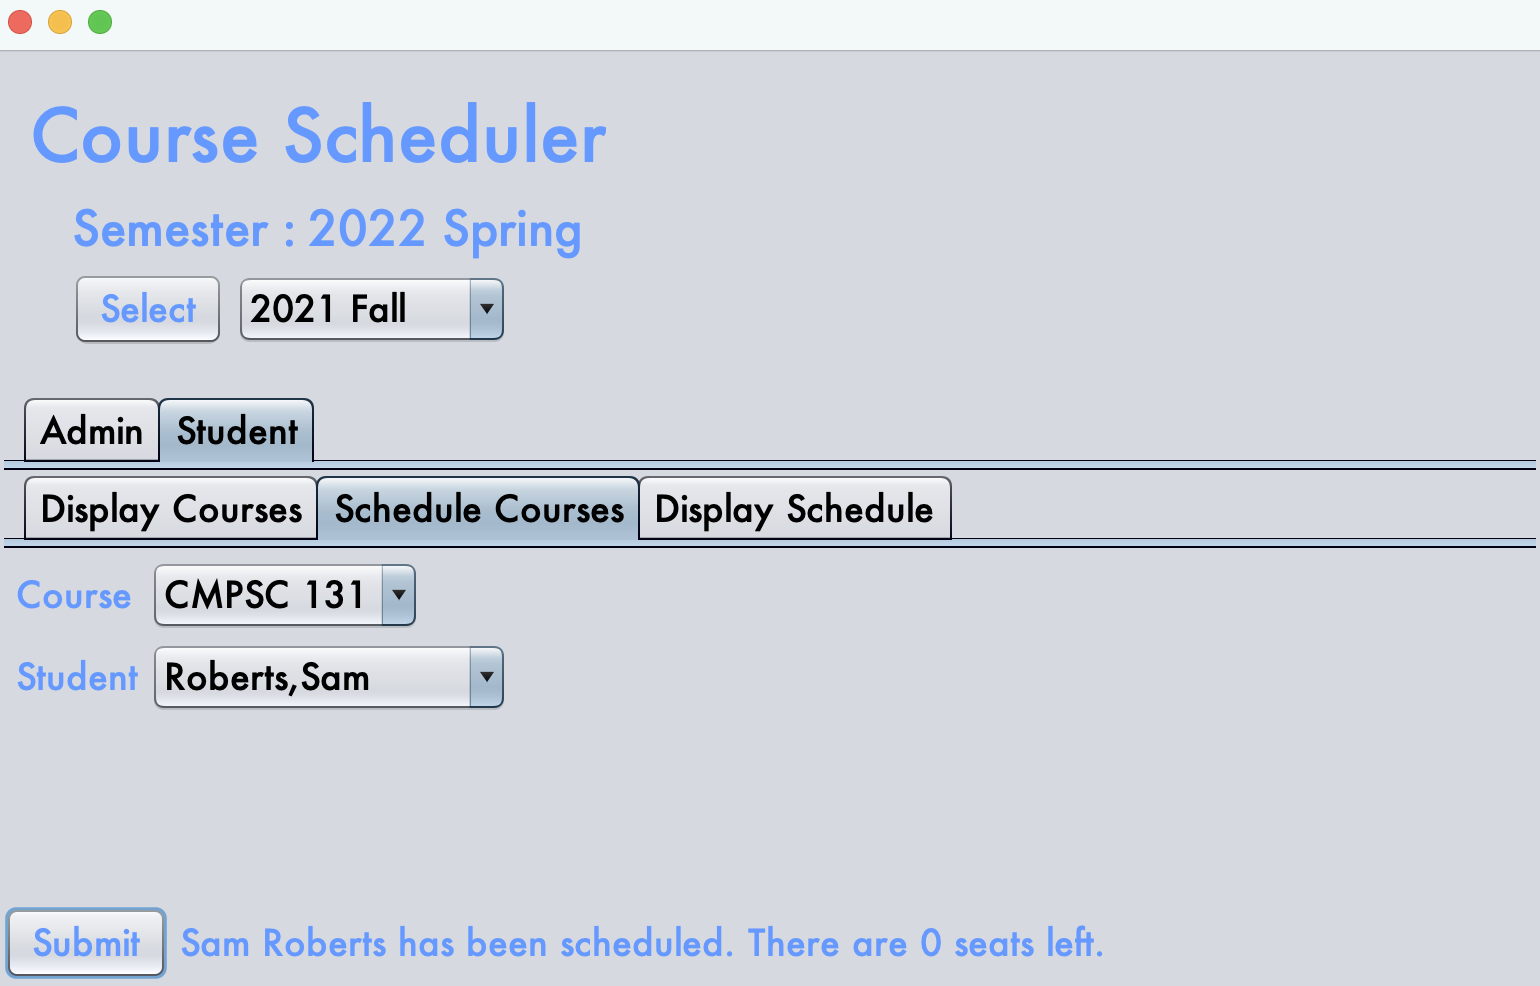 Course Scheduler
Semester : 2022 Spring
Select 2021 Fall
Admin Student
Display Courses Schedule Courses Display Schedule
Course CMPSC 131
Student Roberts,Sam
Submit Sam Roberts has been scheduled. There are 0 seats left.